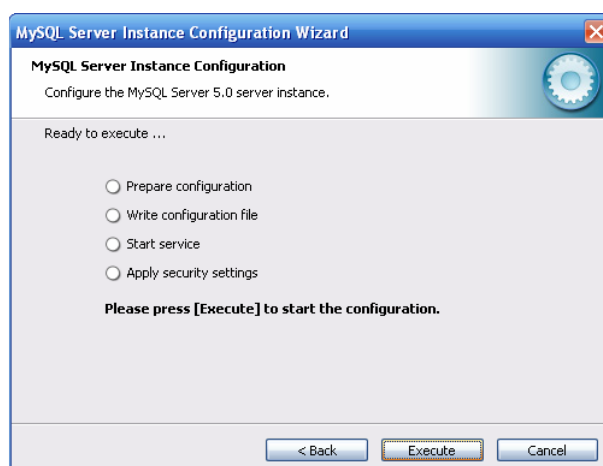 MySQL Server Instance Configuration Wizard
MySQL Server Instance Configuration
Configure the MySQL Server 5.0 server instance.
Ready to execute ...
Prepare configuration
Write configuration file
Start service
Apply security settings
Please press [Execute] to start the configuration.
< Back
Execute
Cancel